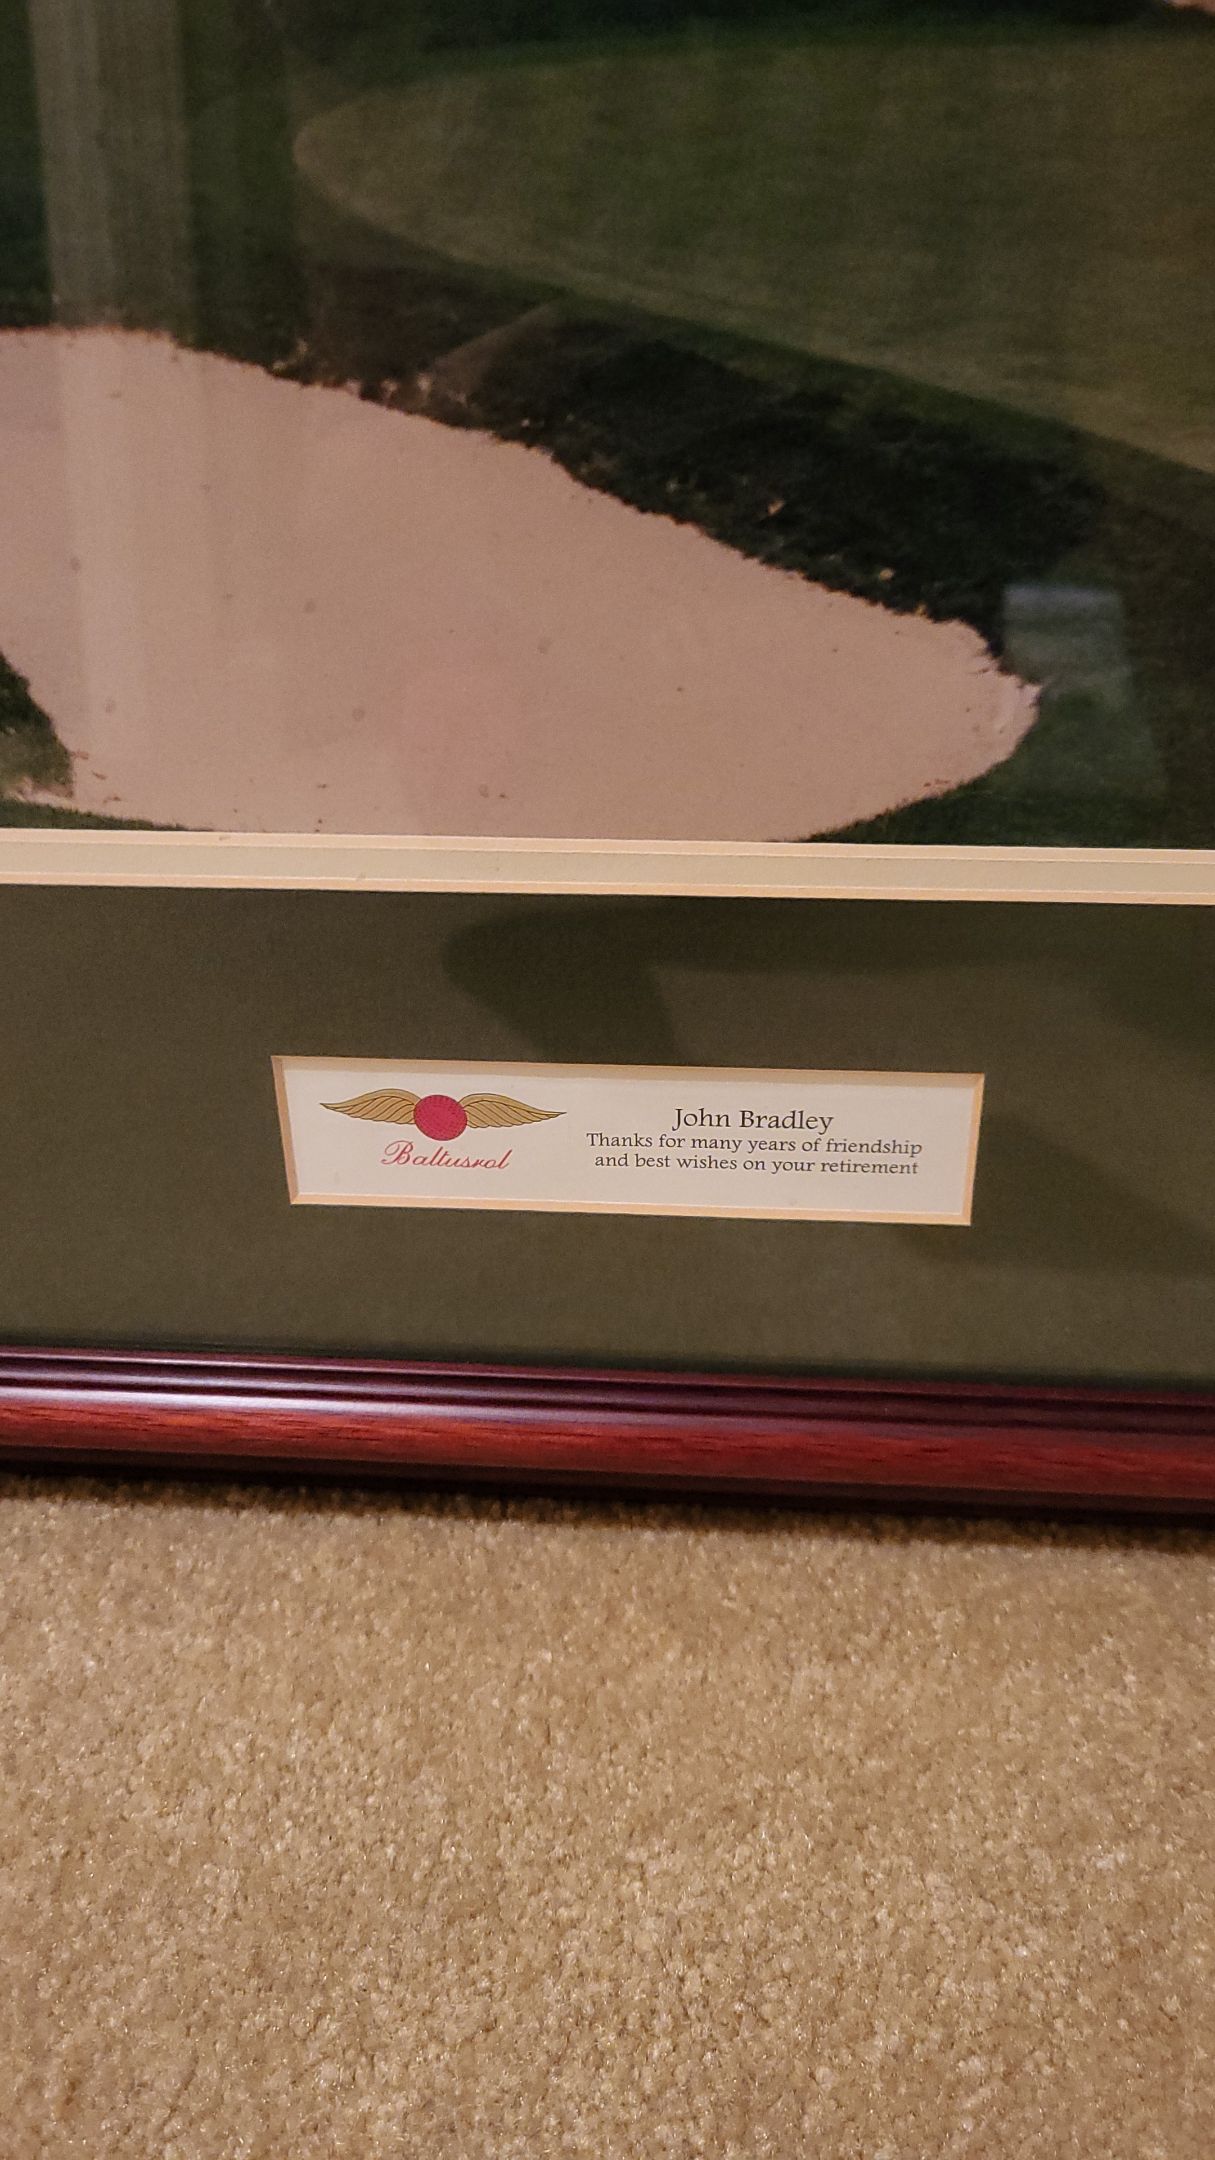 Baltusrol
John Bradley
Thanks for many years of friendship
and best wishes on your retirement